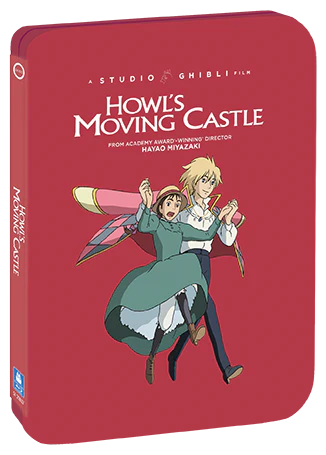 A STUDIO GHIBLI FILM
HOWL'S
MOVING CASTLE
FROM ACADEMY AWARD®-WINNING DIRECTOR
HAYAO MIYAZAKI
HOWL'S
MOVING CASTLE